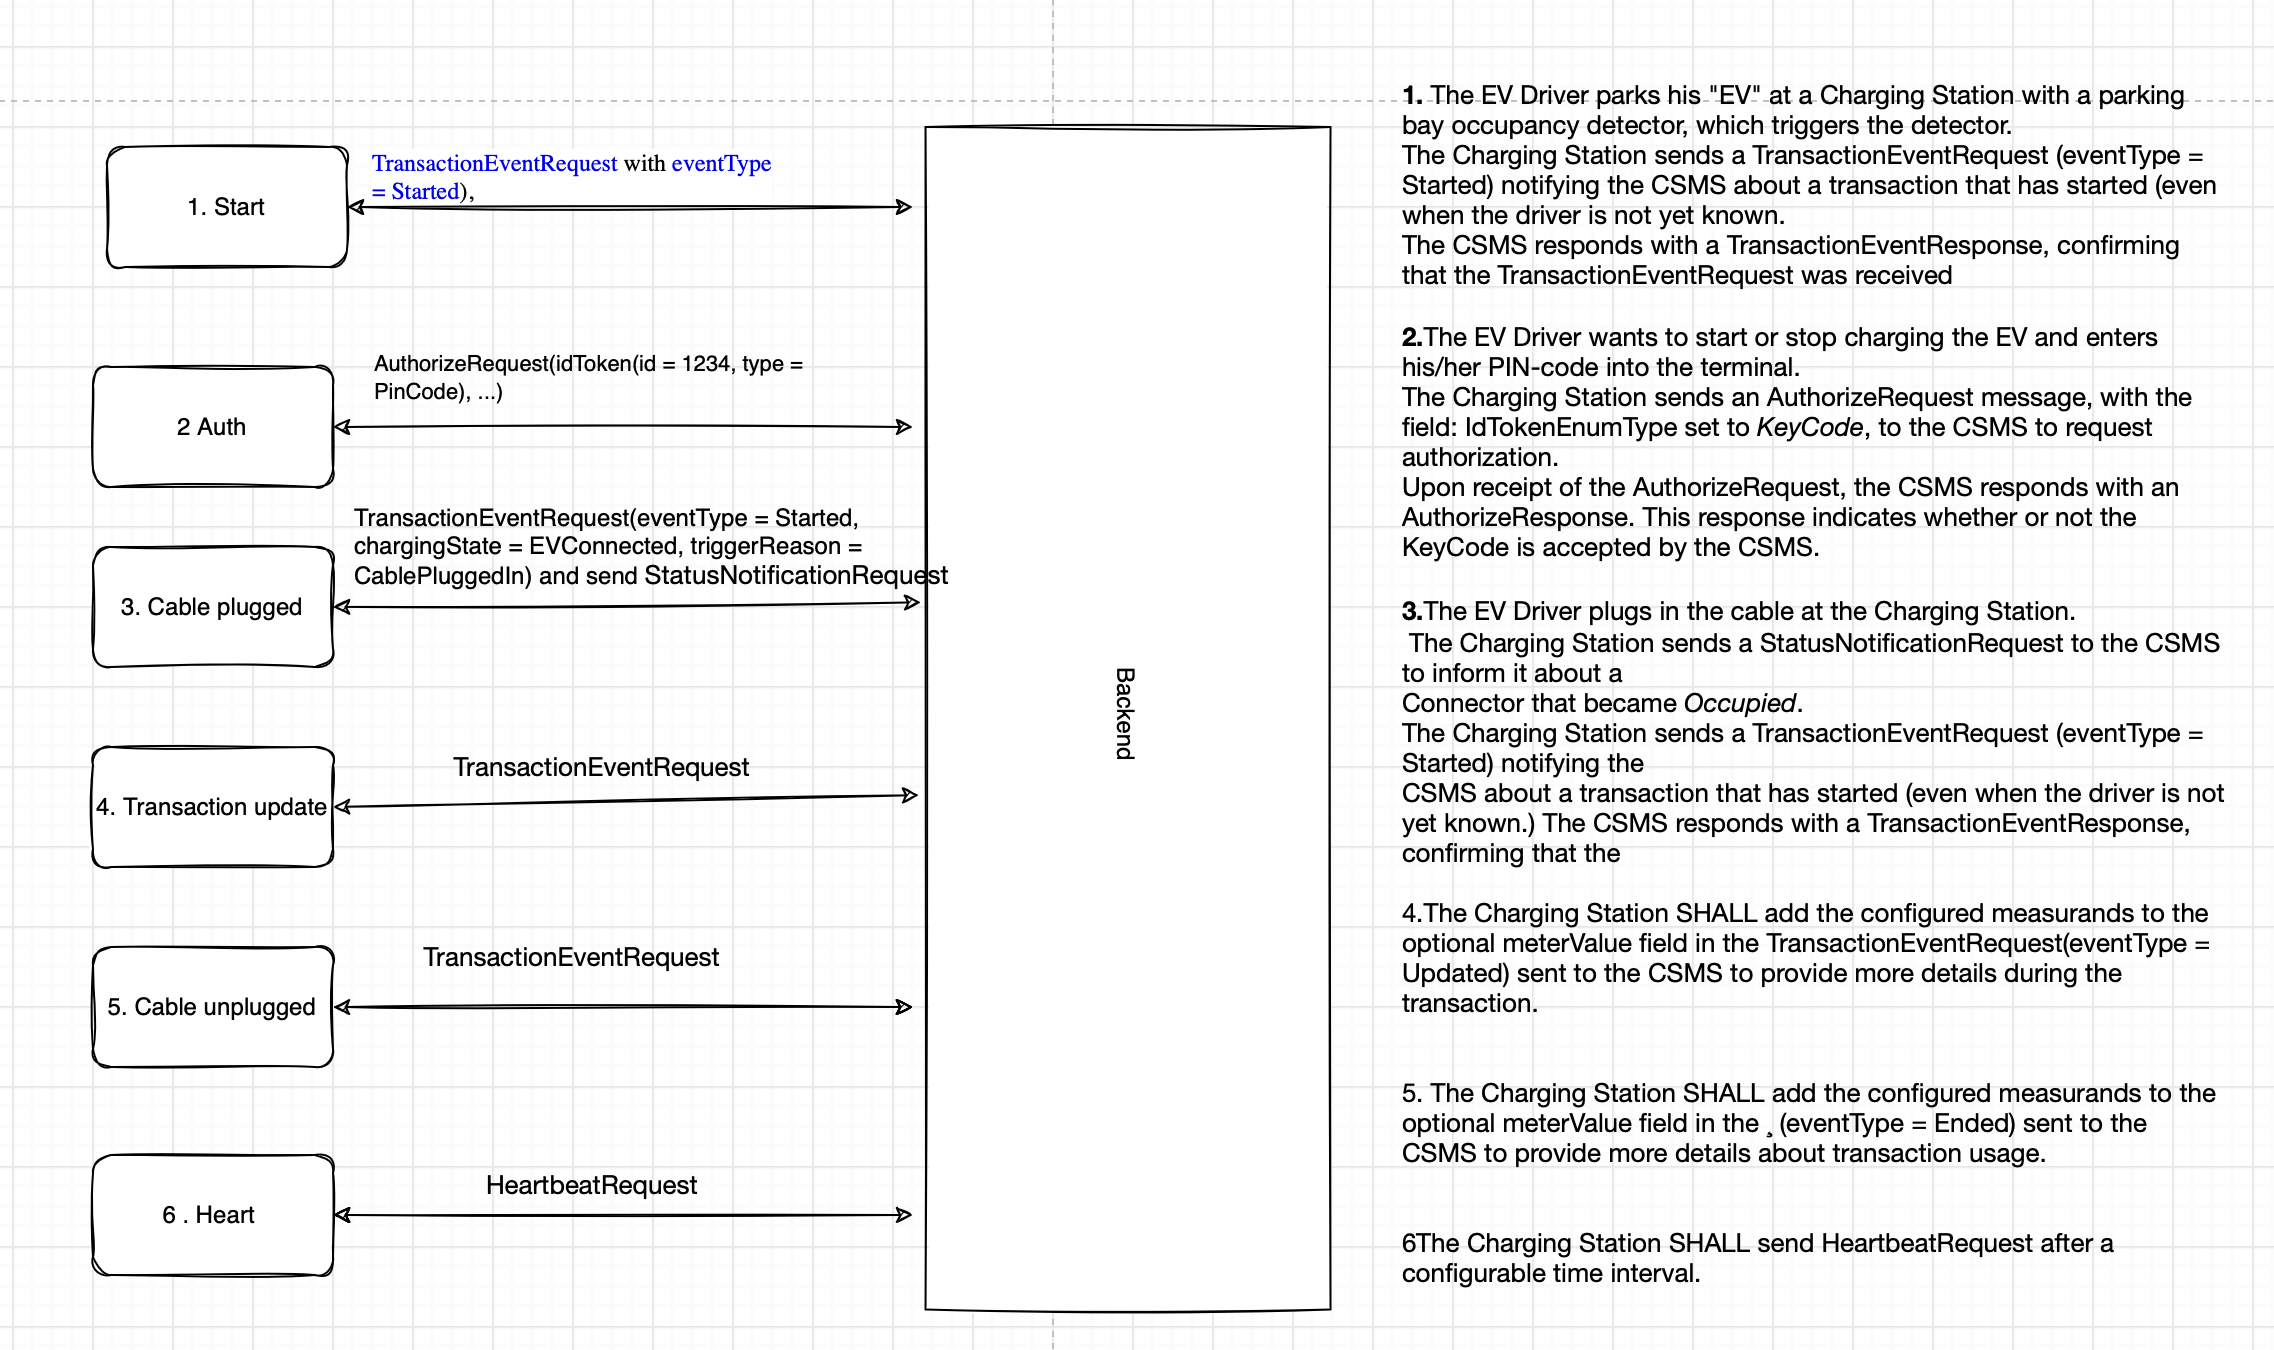 1. Start
TransactionEventRequest with eventType
= Started),
2 Auth
AuthorizeRequest(idToken(id = 1234, type =
PinCode), ...)
3. Cable plugged
TransactionEventRequest(eventType = Started,
chargingState = EVConnected, triggerReason =
CablePluggedIn) and send StatusNotificationRequest
4. Transaction update
TransactionEventRequest
5. Cable unplugged
TransactionEventRequest
6 . Heart
HeartbeatRequest
Backend
1. The EV Driver parks his "EV" at a Charging Station with a parking
bay occupancy detector, which triggers the detector.
The Charging Station sends a TransactionEventRequest (eventType =
Started) notifying the CSMS about a transaction that has started (even
when the driver is not yet known.
The CSMS responds with a TransactionEventResponse, confirming
that the TransactionEventRequest was received
2.The EV Driver wants to start or stop charging the EV and enters
his/her PIN-code into the terminal.
The Charging Station sends an AuthorizeRequest message, with the
field: IdTokenEnumType set to KeyCode, to the CSMS to request
authorization.
Upon receipt of the AuthorizeRequest, the CSMS responds with an
AuthorizeResponse. This response indicates whether or not the
KeyCode is accepted by the CSMS.
3.The EV Driver plugs in the cable at the Charging Station.
The Charging Station sends a StatusNotificationRequest to the CSMS
to inform it about a
Connector that became Occupied.
The Charging Station sends a TransactionEventRequest (eventType =
Started) notifying the
CSMS about a transaction that has started (even when the driver is not
yet known.) The CSMS responds with a TransactionEventResponse,
confirming that the
4.The Charging Station SHALL add the configured measurands to the
optional meterValue field in the TransactionEventRequest(eventType =
Updated) sent to the CSMS to provide more details during the
transaction.
5. The Charging Station SHALL add the configured measurands to the
optional meterValue field in the ¸ (eventType = Ended) sent to the
CSMS to provide more details about transaction usage.
6The Charging Station SHALL send HeartbeatRequest after a
configurable time interval.